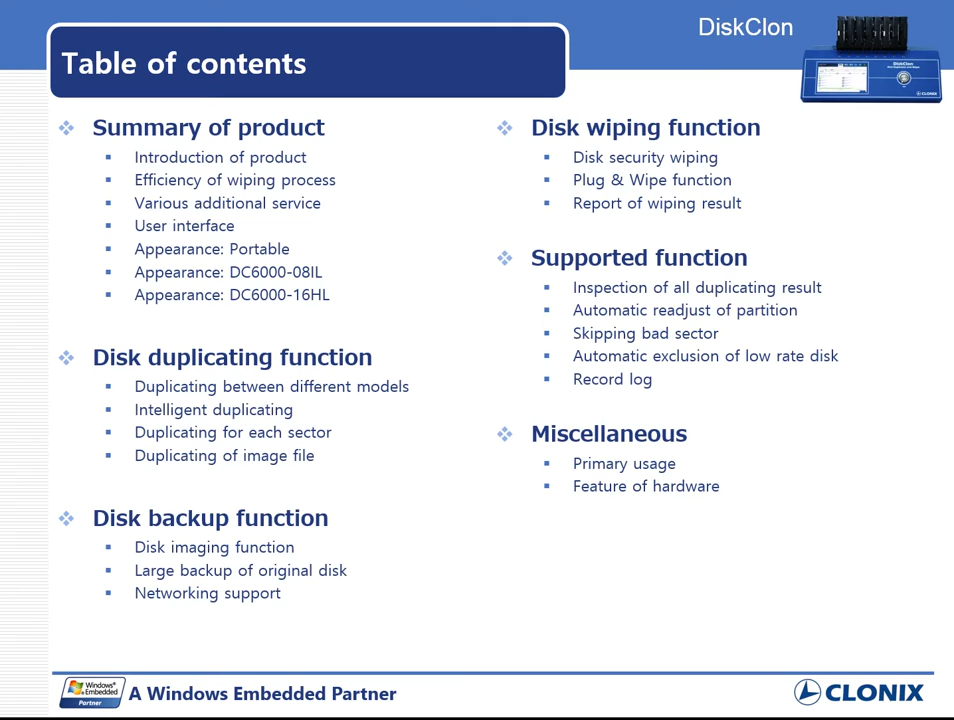 DiskClon
Table of contents
Summary of product
Introduction of product
Efficiency of wiping process
Various additional service
User interface
Appearance: Portable
Appearance: DC6000-08IL
Appearance: DC6000-16HL
Disk duplicating function
Duplicating between different models
Intelligent duplicating
Duplicating for each sector
Duplicating of image file
Disk backup function
Disk imaging function
Large backup of original disk
Networking support
Disk wiping function
Disk security wiping
Plug & Wipe function
Report of wiping result
Supported function
Inspection of all duplicating result
Automatic readjust of partition
Skipping bad sector
Automatic exclusion of low rate disk
Record log
Miscellaneous
Primary usage
Feature of hardware
Windows®
Embedded
Partner
A Windows Embedded Partner
CLONIX
DiskClon
CLONIX